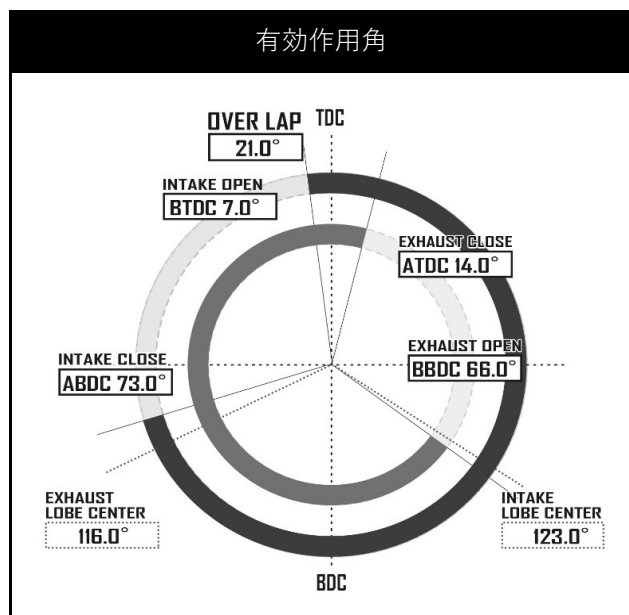 有効作用角
OVER LAP
21.0°
TDC
INTAKE OPEN
BTDC 7.0°
EXHAUST CLOSE
ATDC 14.0°
INTAKE CLOSE
ABDC 73.0°
EXHAUST OPEN
BBDC 66.0°
EXHAUST
LOBE CENTER
116.0°
INTAKE
LOBE CENTER
123.0°
BDC